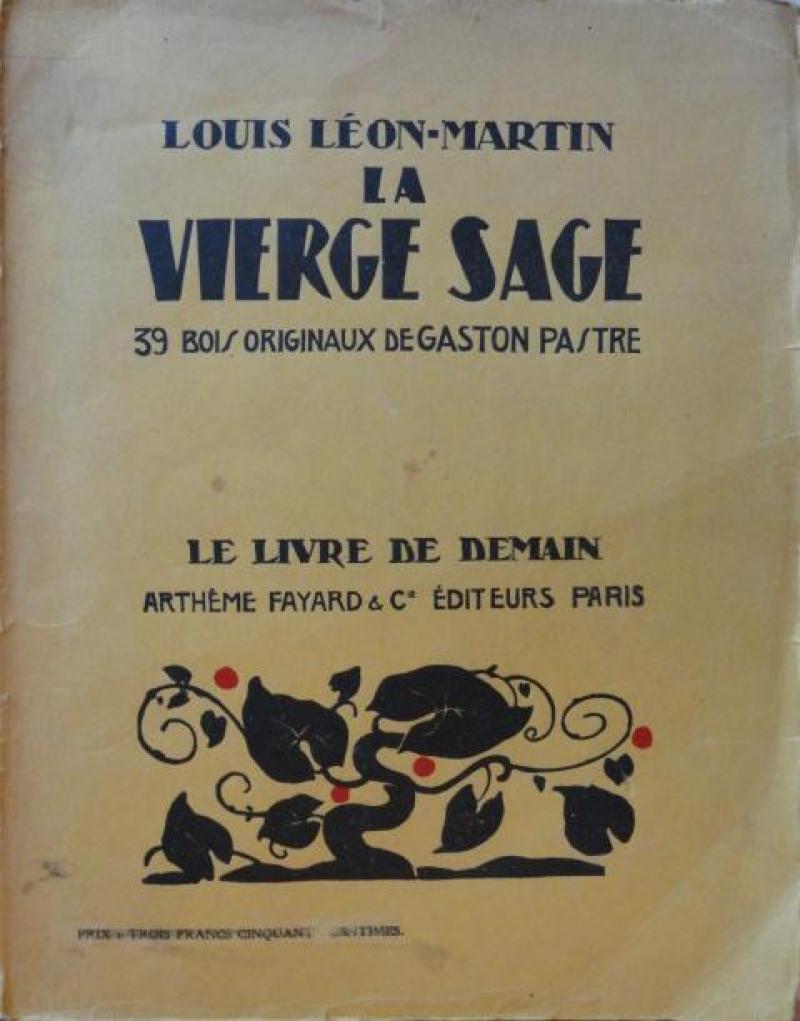 LOUIS LÉON-MARTIN
LA
VIERGE SAGE
39 BOIS ORIGINAUX DE GASTON PASTRE
LE LIVRE DE DEMAIN
ARTHÊME FAYARD & Cⁱᵉ ÉDITEURS PARIS
PRIX : TROIS FRANCS CINQUANT